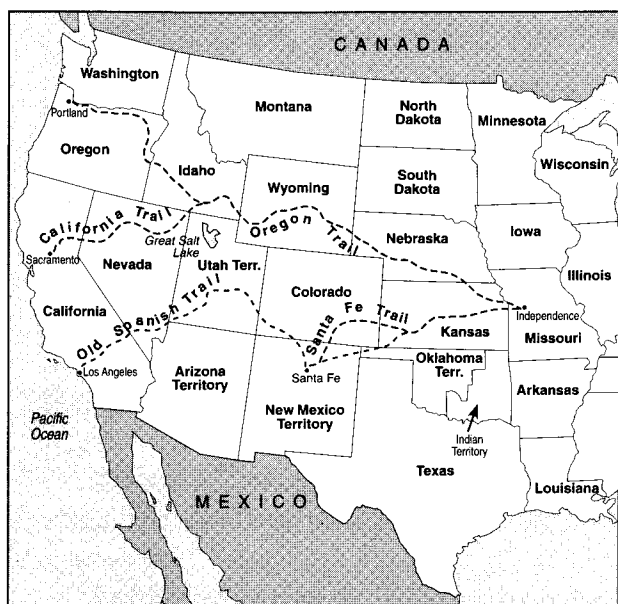 CANADA
Washington
Portland
Montana
North
Dakota
Minnesota
Oregon
Idaho
South
Dakota
Wisconsin
Wyoming
California Trail
Oregon Trail
Great Salt
Lake
Nebraska
Iowa
Sacramento
Nevada
Utah Terr.
Illinois
California
Old Spanish Trail
Colorado
Santa Fe Trail
Independence
Kansas
Missouri
Los Angeles
Arizona
Territory
Santa Fe
Oklahoma
Terr.
Arkansas
New Mexico
Territory
Pacific
Ocean
Indian
Territory
Texas
Louisiana
MEXICO